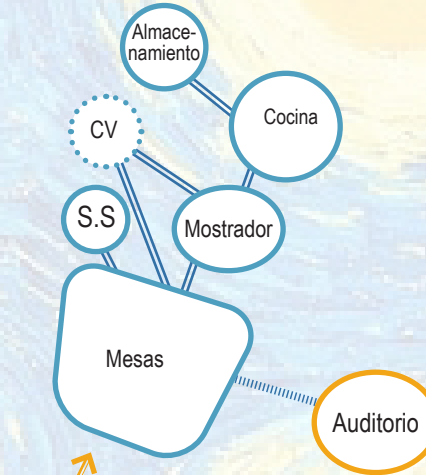 Almace-
namiento
Cocina
CV
S.S
Mostrador
Mesas
Auditorio